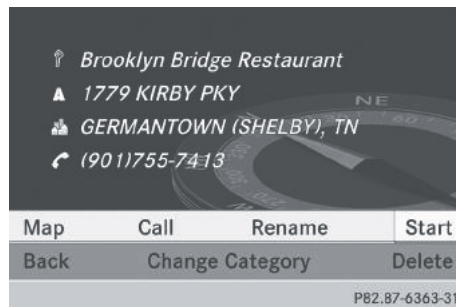 Brooklyn Bridge Restaurant
A 1779 KIRBY PKY
NE
GERMANTOWN (SHELBY), TN
(901)755-7413
Map Call Rename Start
Back Change Category Delete
P82.87-6363-31